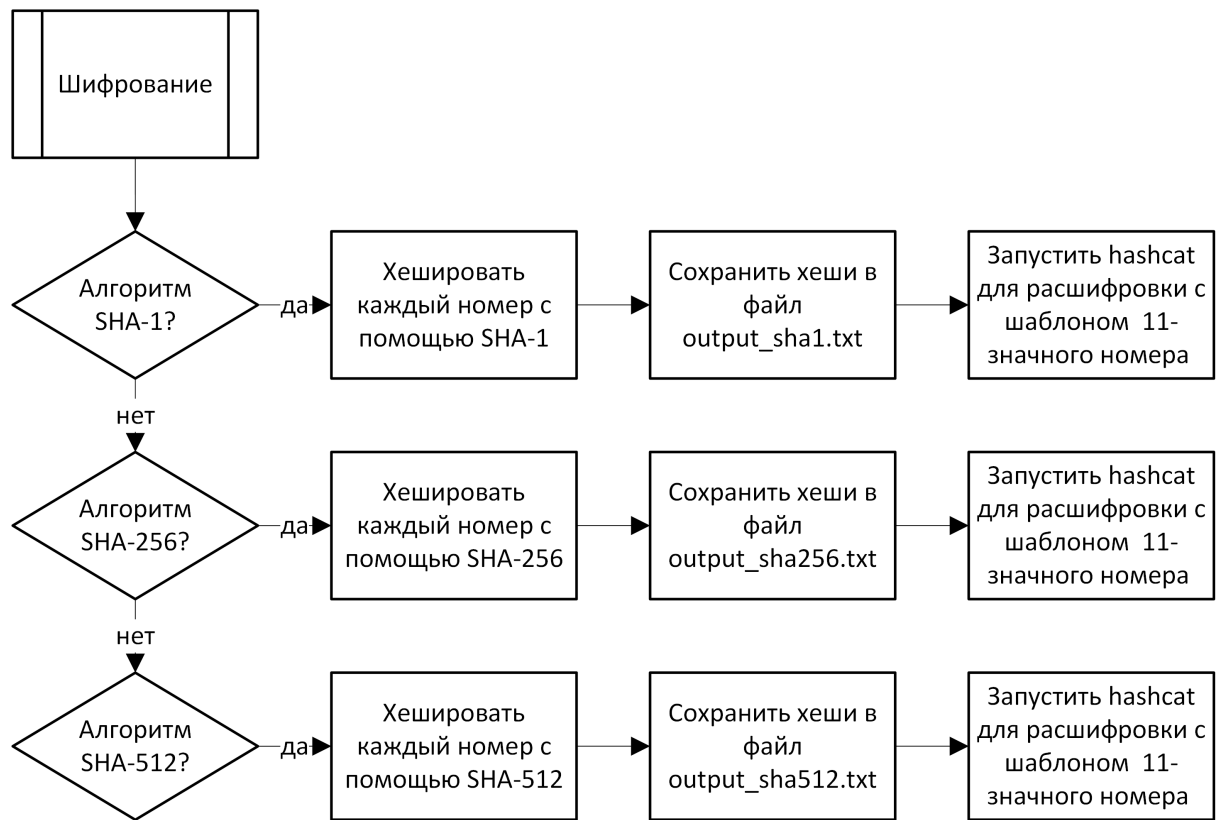 Шифрование
Алгоритм
SHA-1?
да
Хешировать
каждый номер с
помощью SHA-1
Сохранить хеши в
файл
output_sha1.txt
Запустить hashcat
для расшифровки с
шаблоном 11-
значного номера
нет
Алгоритм
SHA-256?
да
Хешировать
каждый номер с
помощью SHA-256
Сохранить хеши в
файл
output_sha256.txt
Запустить hashcat
для расшифровки с
шаблоном 11-
значного номера
нет
Алгоритм
SHA-512?
да
Хешировать
каждый номер с
помощью SHA-512
Сохранить хеши в
файл
output_sha512.txt
Запустить hashcat
для расшифровки с
шаблоном 11-
значного номера